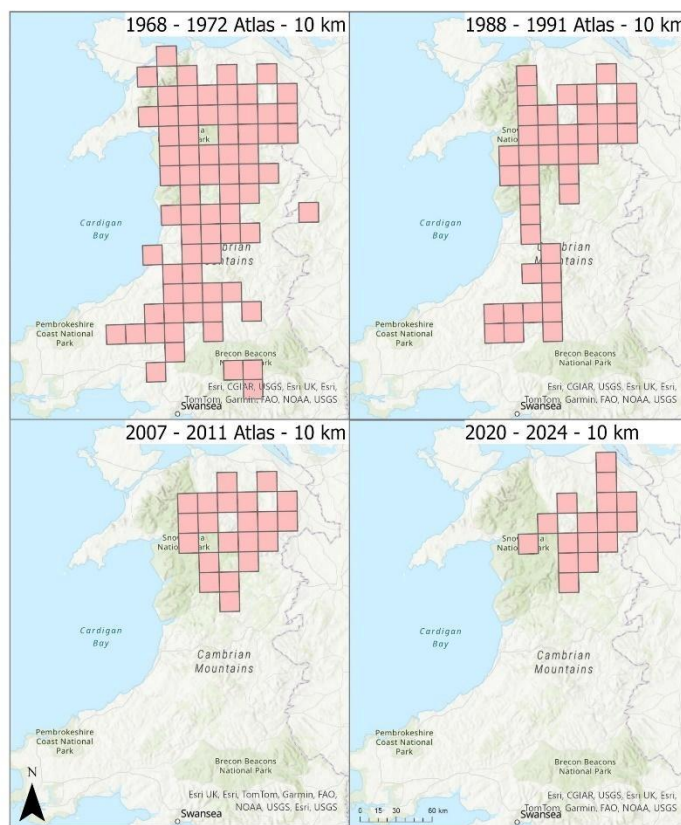 1968 - 1972 Atlas - 10 km
Cardigan
Bay
Pembrokeshire
Coast National
Park
Brecon Beacons
Esri, CGIAR, USGS, Esri UK, Esri,
TomTom, Garmin, FAO, NOAA, USGS
Swansea
1988 - 1991 Atlas - 10 km
Cardigan
Bay
Pembrokeshire
Coast National
Park
Brecon Beacons
National Park
Esri, CGIAR, USGS, Esri UK, Esri,
TomTom, Garmin, FAO, NOAA, USGS
Swansea
2007 - 2011 Atlas - 10 km
National Park
Cardigan
Bay
Cambrian
Mountains
Pembrokeshire
Coast National
Park
Brecon Beacons
National Park
N
Esri UK, Esri, TomTom, Garmin, FAO,
NOAA, USGS, Esri, USGS
Swansea
2020 - 2024 - 10 km
Cardigan
Bay
Cambrian
Mountains
Pembrokeshire
Coast National
Park
Brecon Beacons
National Park
Esri, CGIAR, USGS, Esri UK, Esri,
TomTom, Garmin, FAO, NOAA, USGS
0 15 30 60 km
Swansea